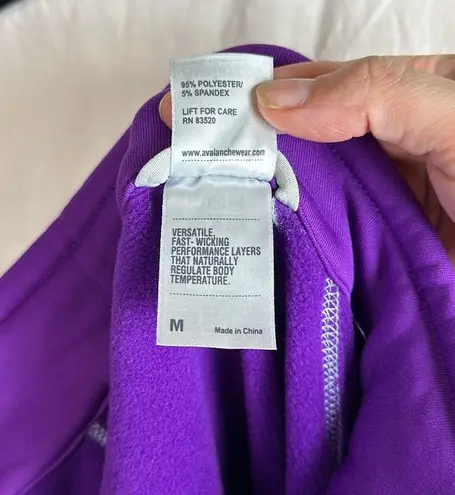 95% POLYESTER/
5% SPANDEX
LIFT FOR CARE
RN 83520
www.avalanchewear.com
VERSATILE,
FAST- WICKING
PERFORMANCE LAYERS
THAT NATURALLY
REGULATE BODY
TEMPERATURE.
M Made in China